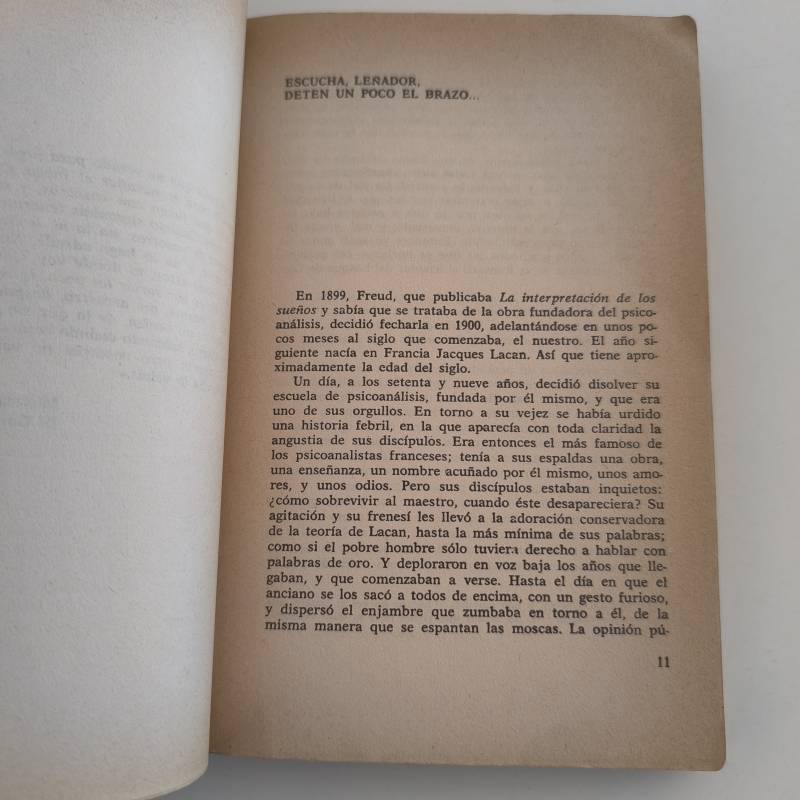 ESCUCHA, LEÑADOR,
DETEN UN POCO EL BRAZO...
En 1899, Freud, que publicaba La interpretación de los
sueños y sabía que se trataba de la obra fundadora del psico-
análisis, decidió fecharla en 1900, adelantándose en unos po-
cos meses al siglo que comenzaba, el nuestro. El año si-
guiente nacía en Francia Jacques Lacan. Así que tiene apro-
ximadamente la edad del siglo.
Un día, a los setenta y nueve años, decidió disolver su
escuela de psicoanálisis, fundada por él mismo, y que era
uno de sus orgullos. En torno a su vejez se había urdido
una historia febril, en la que aparecía con toda claridad la
angustia de sus discípulos. Era entonces el más famoso de
los psicoanalistas franceses; tenía a sus espaldas una obra,
una enseñanza, un nombre acuñado por él mismo, unos amo-
res, y unos odios. Pero sus discípulos estaban inquietos:
¿cómo sobrevivir al maestro, cuando éste desapareciera? Su
agitación y su frenesí les llevó a la adoración conservadora
de la teoría de Lacan, hasta la más mínima de sus palabras;
como si el pobre hombre sólo tuviera derecho a hablar con
palabras de oro. Y deploraron en voz baja los años que lle-
gaban, y que comenzaban a verse. Hasta el día en que el
anciano se los sacó a todos de encima, con un gesto furioso,
y dispersó el enjambre que zumbaba en torno a él, de la
misma manera que se espantan las moscas. La opinión pú-
11